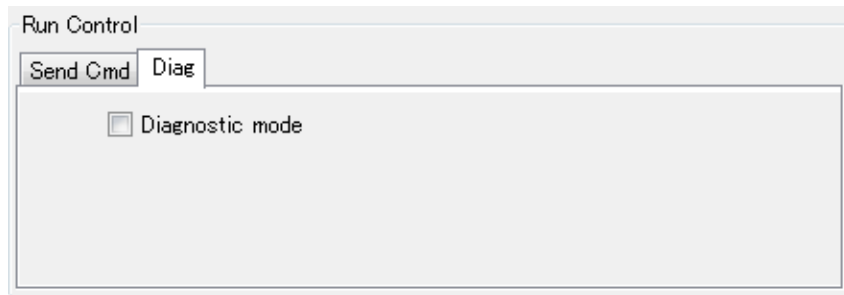 Run Control
Send Cmd Diag
Diagnostic mode